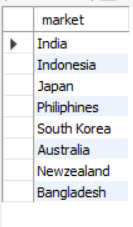 market
India
Indonesia
Japan
Philiphines
South Korea
Australia
Newzealand
Bangladesh